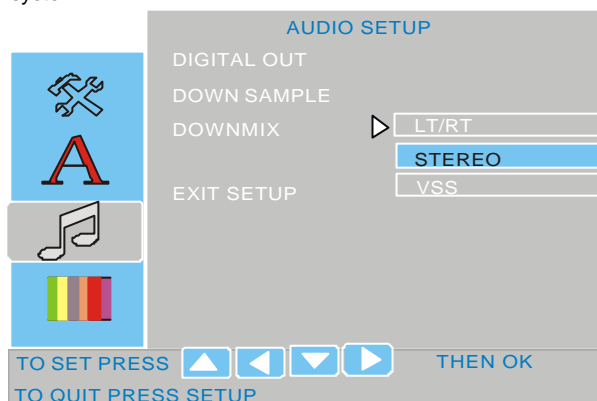 AUDIO SETUP
DIGITAL OUT
DOWN SAMPLE
DOWNMIX
LT/RT
STEREO
VSS
EXIT SETUP
A
TO SET PRESS
THEN OK
TO QUIT PRESS SETUP